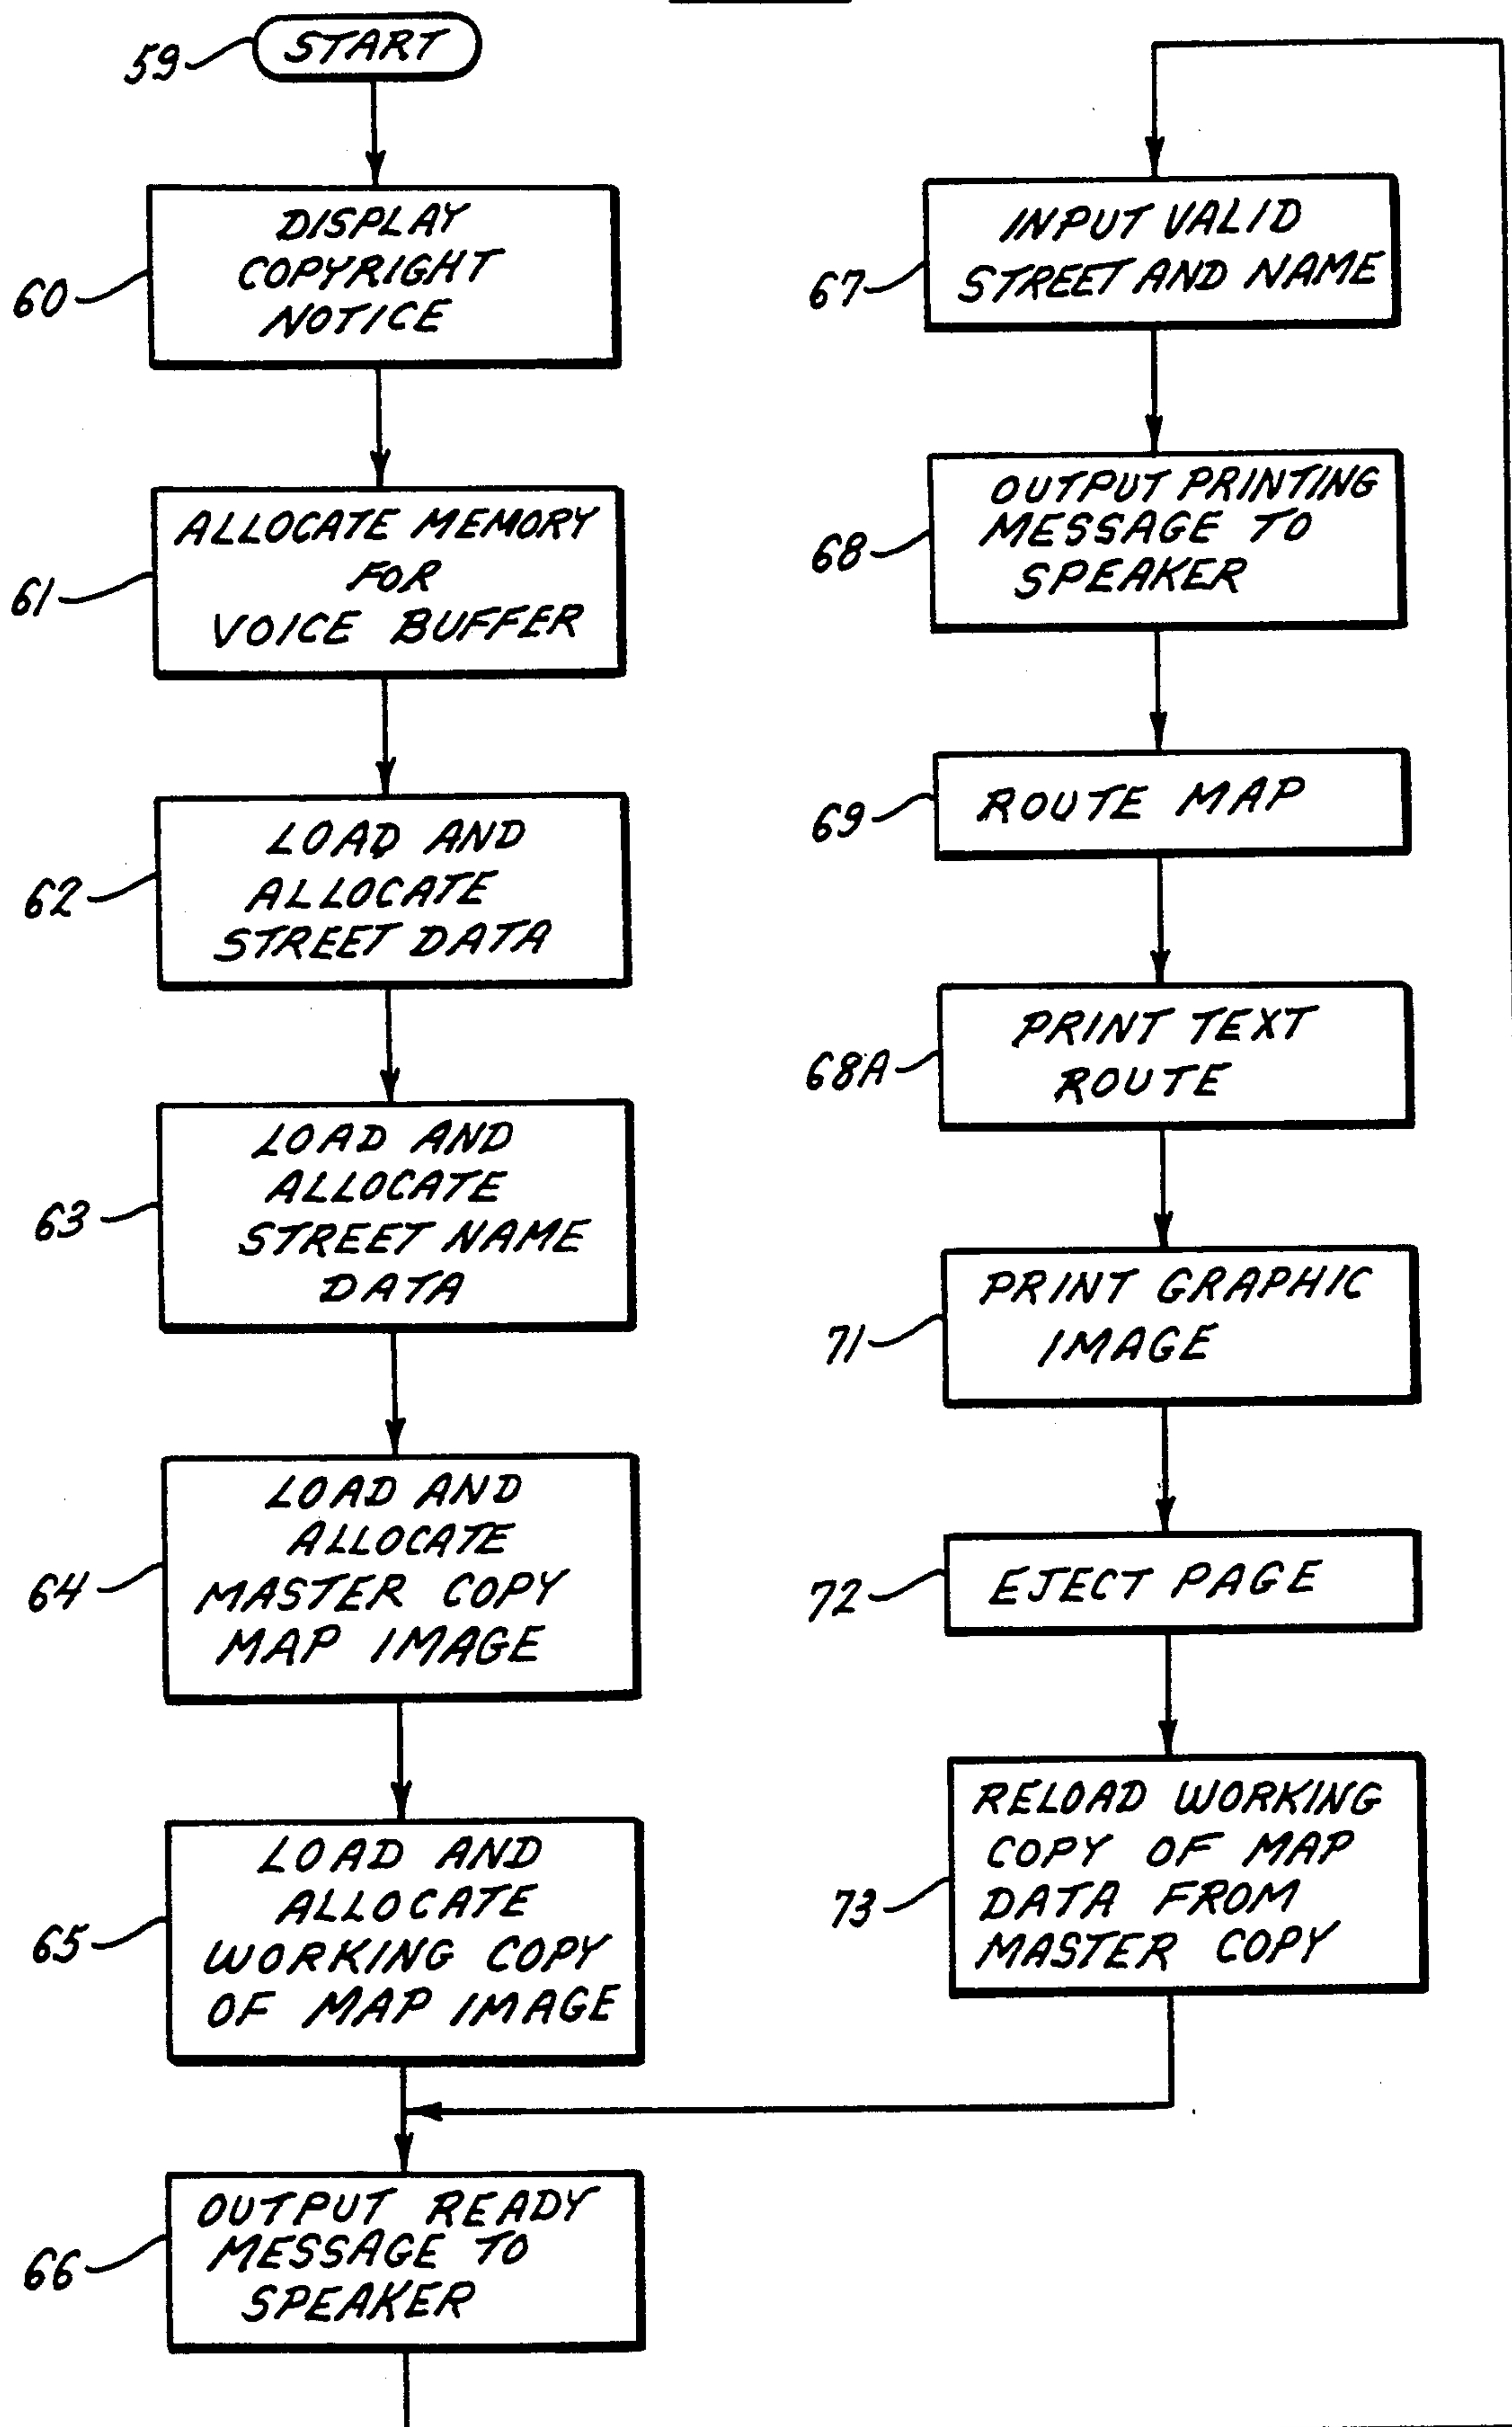 59
START
60
DISPLAY
COPYRIGHT
NOTICE
61
ALLOCATE MEMORY
FOR
VOICE BUFFER
62
LOAD AND
ALLOCATE
STREET DATA
63
LOAD AND
ALLOCATE
STREET NAME
DATA
64
LOAD AND
ALLOCATE
MASTER COPY
MAP IMAGE
65
LOAD AND
ALLOCATE
WORKING COPY
OF MAP IMAGE
66
OUTPUT READY
MESSAGE TO
SPEAKER
67
INPUT VALID
STREET AND NAME
68
OUTPUT PRINTING
MESSAGE TO
SPEAKER
69
ROUTE MAP
68A
PRINT TEXT
ROUTE
71
PRINT GRAPHIC
IMAGE
72
EJECT PAGE
73
RELOAD WORKING
COPY OF MAP
DATA FROM
MASTER COPY